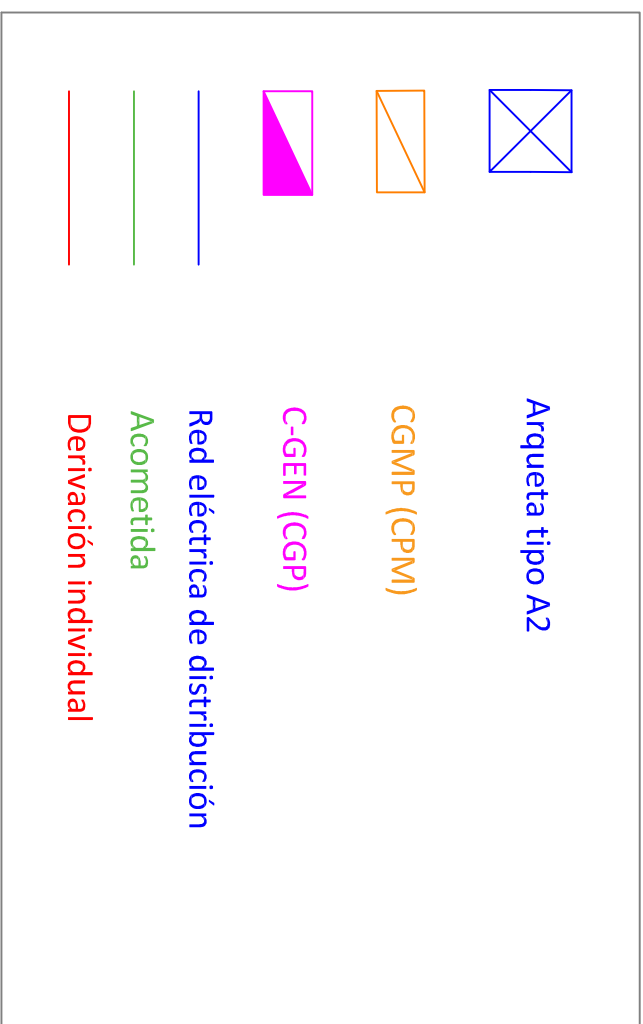 Arqueta tipo A2
CGMP (CPM)
C-GEN (CGP)
Red eléctrica de distribución
Acometida
Derivación individual